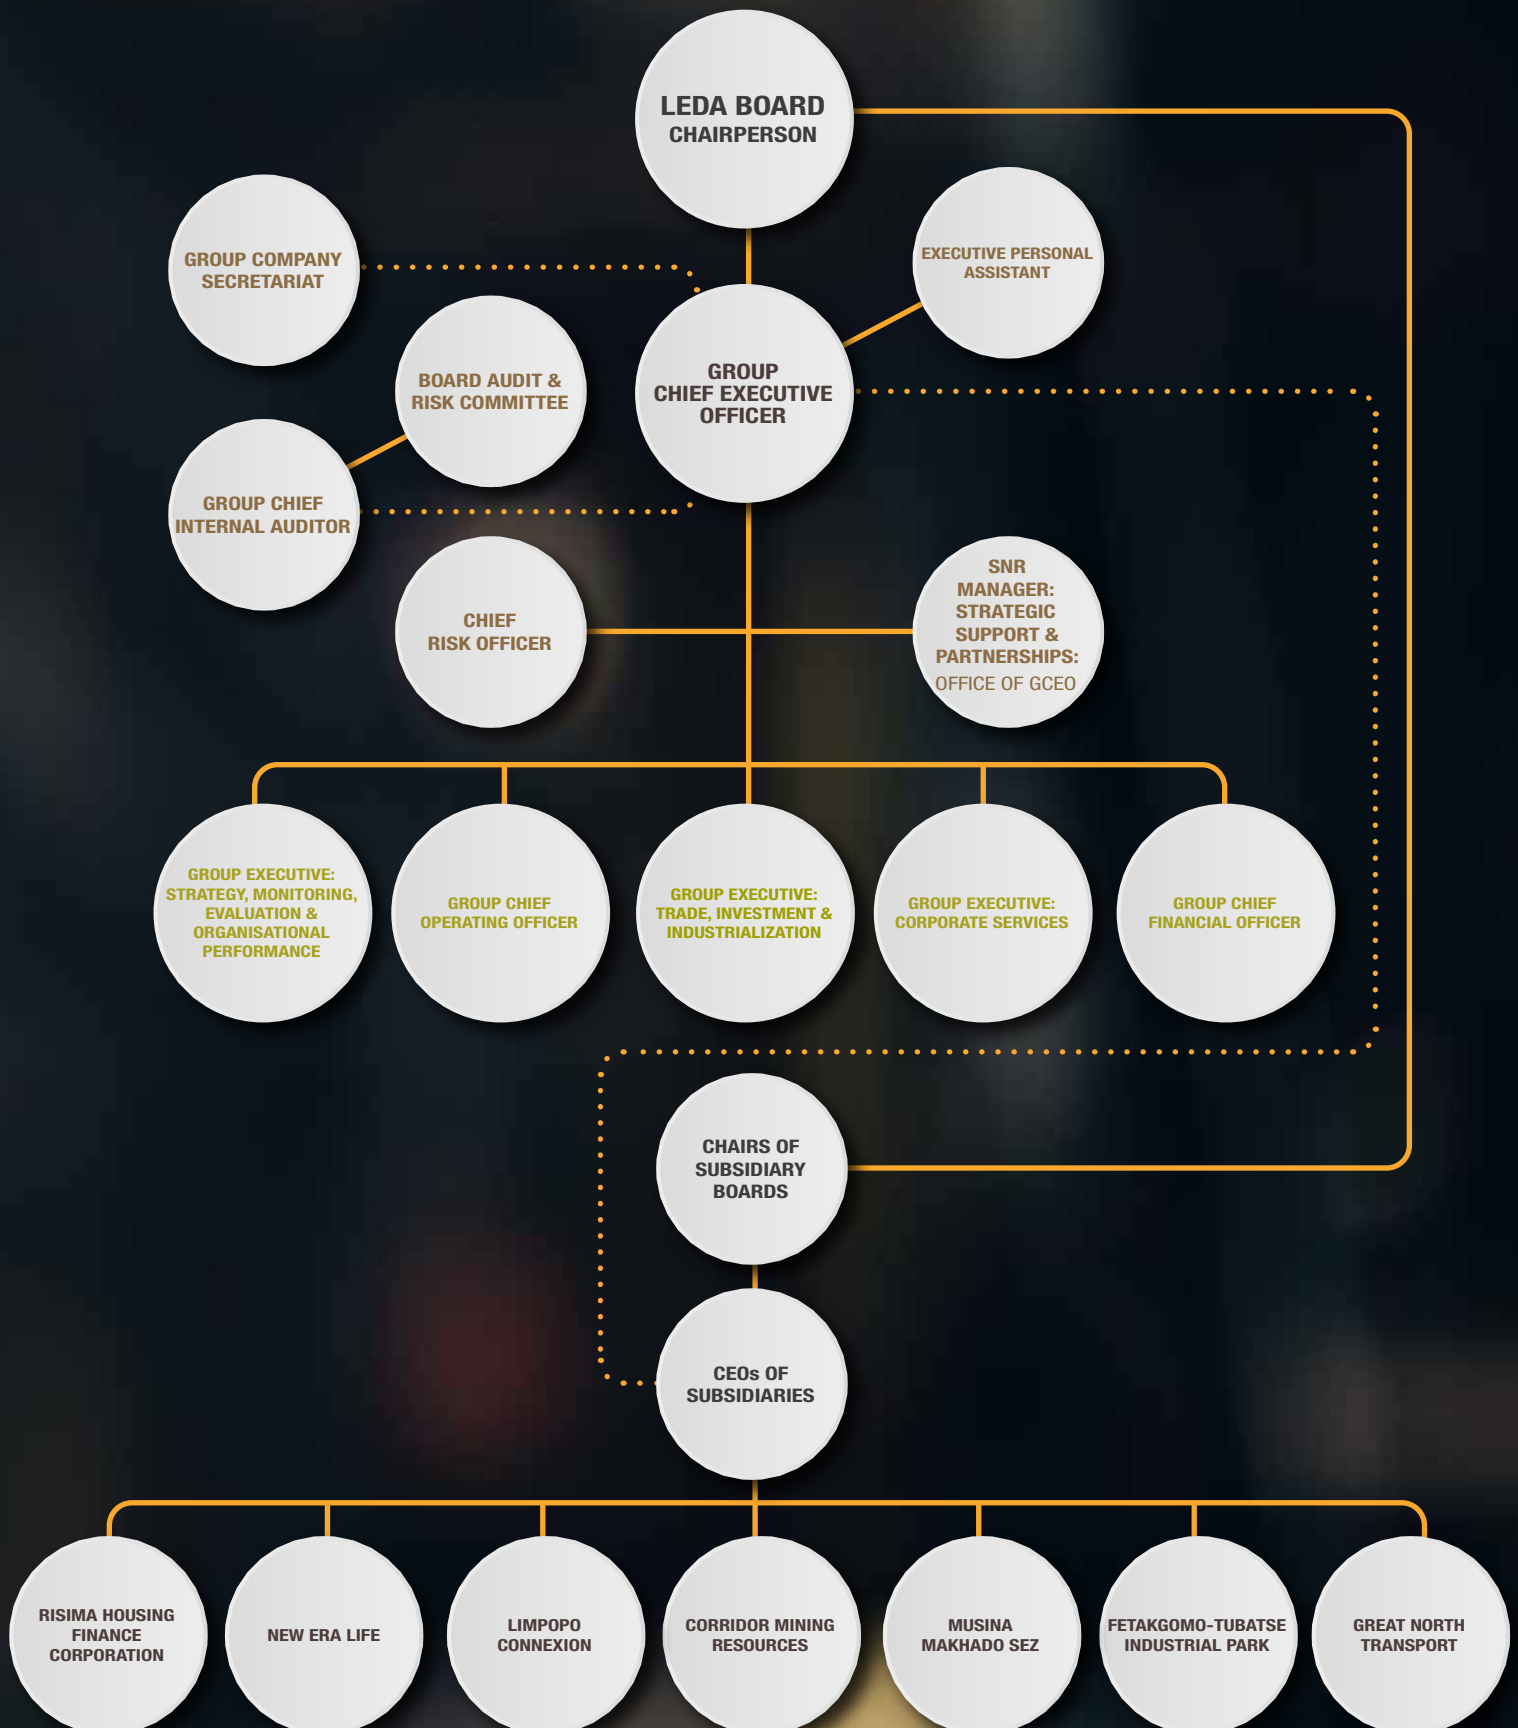 LEDA BOARD
CHAIRPERSON
GROUP COMPANY
SECRETARIAT
EXECUTIVE PERSONAL
ASSISTANT
BOARD AUDIT &
RISK COMMITTEE
GROUP
CHIEF EXECUTIVE
OFFICER
GROUP CHIEF
INTERNAL AUDITOR
CHIEF
RISK OFFICER
SNR
MANAGER:
STRATEGIC
SUPPORT &
PARTNERSHIPS:
OFFICE OF GCEO
GROUP EXECUTIVE:
STRATEGY, MONITORING,
EVALUATION &
ORGANISATIONAL
PERFORMANCE
GROUP CHIEF
OPERATING OFFICER
GROUP EXECUTIVE:
TRADE, INVESTMENT &
INDUSTRIALIZATION
GROUP EXECUTIVE:
CORPORATE SERVICES
GROUP CHIEF
FINANCIAL OFFICER
CHAIRS OF
SUBSIDIARY
BOARDS
CEOs OF
SUBSIDIARIES
RISIMA HOUSING
FINANCE
CORPORATION
NEW ERA LIFE
LIMPOPO
CONNEXION
CORRIDOR MINING
RESOURCES
MUSINA
MAKHADO SEZ
FETAKGOMO-TUBATSE
INDUSTRIAL PARK
GREAT NORTH
TRANSPORT